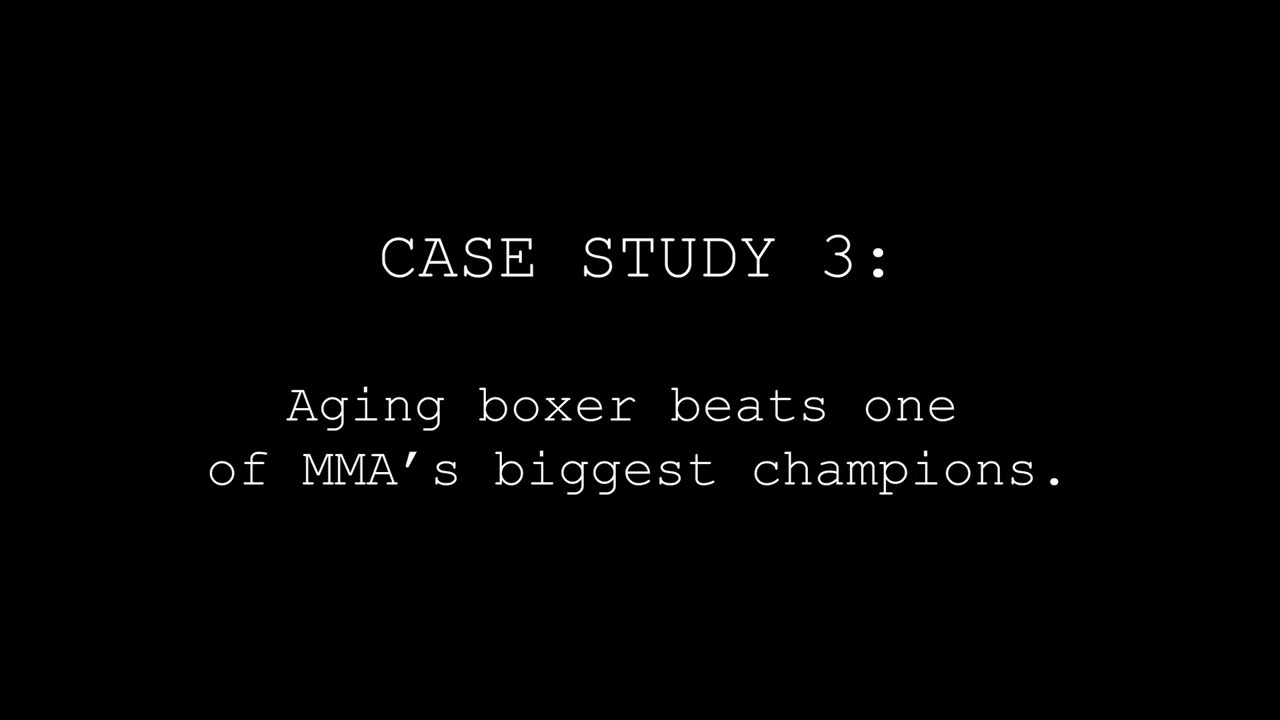 CASE STUDY 3:
Aging boxer beats one
of MMA’s biggest champions.